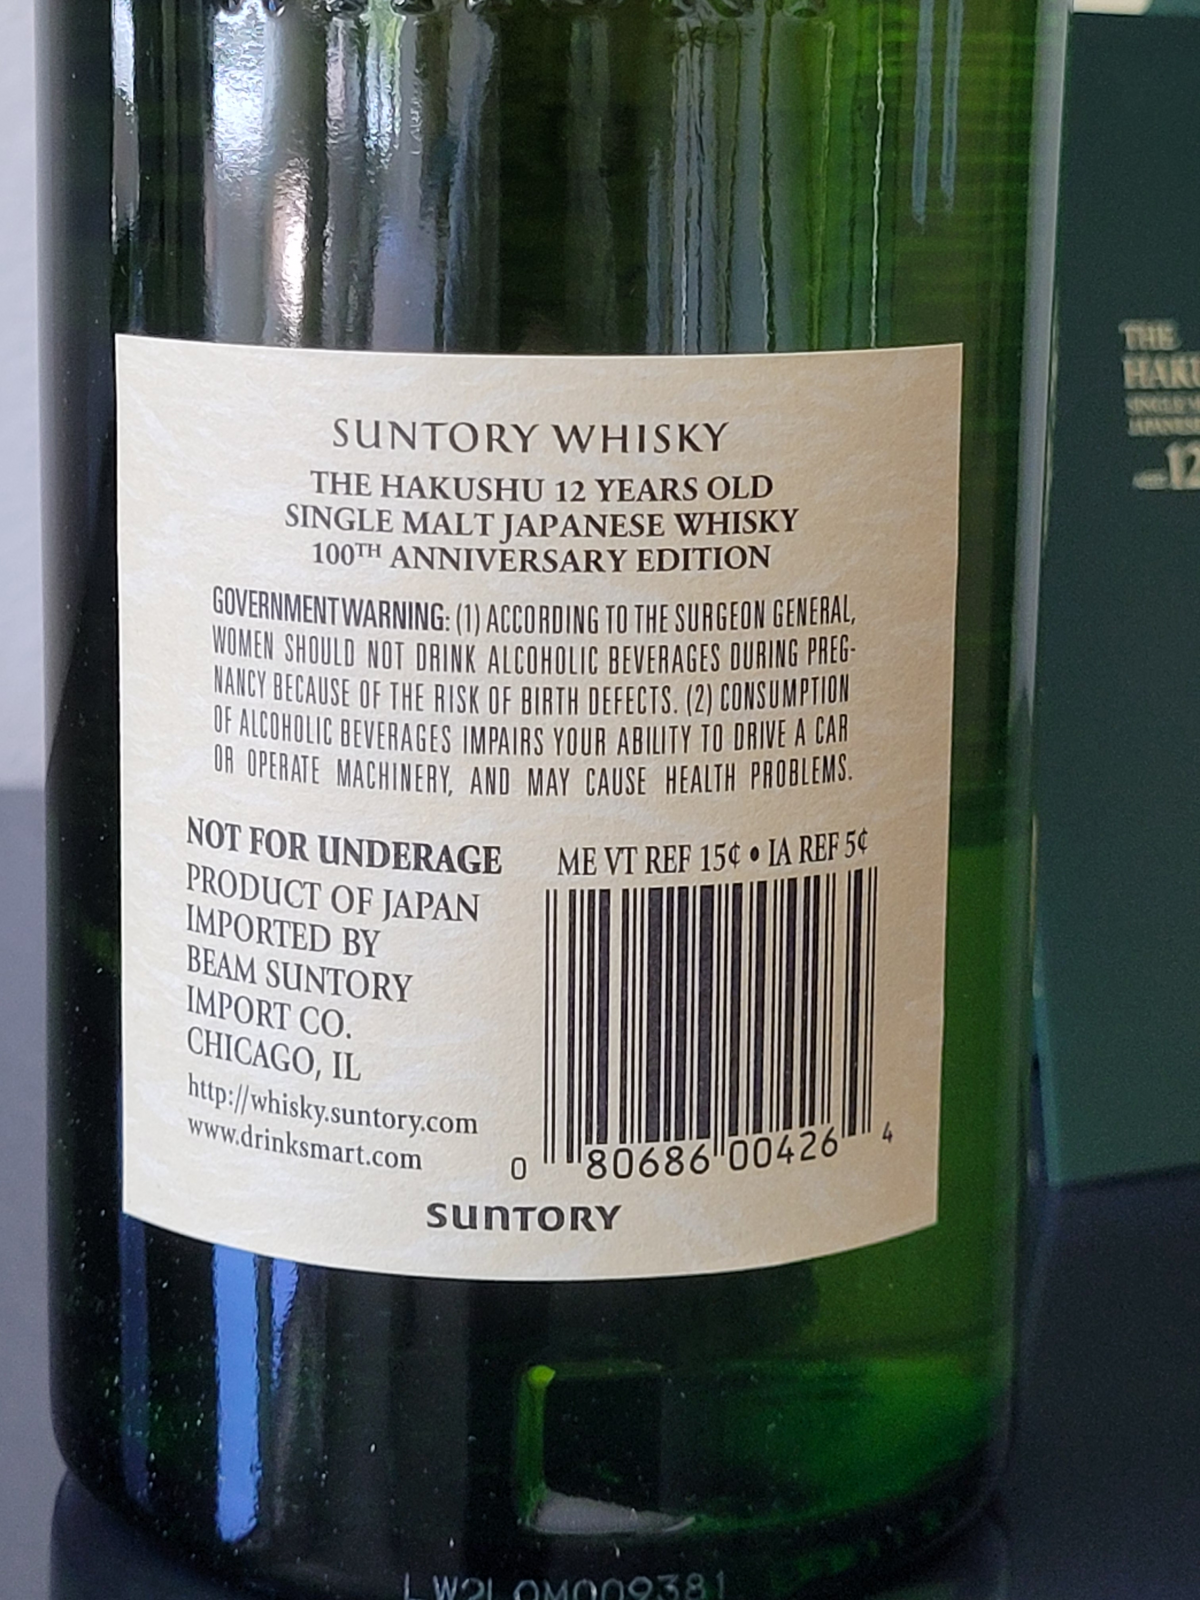 SUNTORY WHISKY
THE HAKUSHU 12 YEARS OLD
SINGLE MALT JAPANESE WHISKY
100TH ANNIVERSARY EDITION
GOVERNMENT WARNING: (1) ACCORDING TO THE SURGEON GENERAL,
WOMEN SHOULD NOT DRINK ALCOHOLIC BEVERAGES DURING PREG-
NANCY BECAUSE OF THE RISK OF BIRTH DEFECTS. (2) CONSUMPTION
OF ALCOHOLIC BEVERAGES IMPAIRS YOUR ABILITY TO DRIVE A CAR
OR OPERATE MACHINERY, AND MAY CAUSE HEALTH PROBLEMS.
NOT FOR UNDERAGE
PRODUCT OF JAPAN
IMPORTED BY
BEAM SUNTORY
IMPORT CO.
CHICAGO, IL
http://whisky.suntory.com
www.drinksmart.com
ME VT REF 15¢ • IA REF 5¢
0 80686 00426 4
SUNTORY
THE
HAKU
12